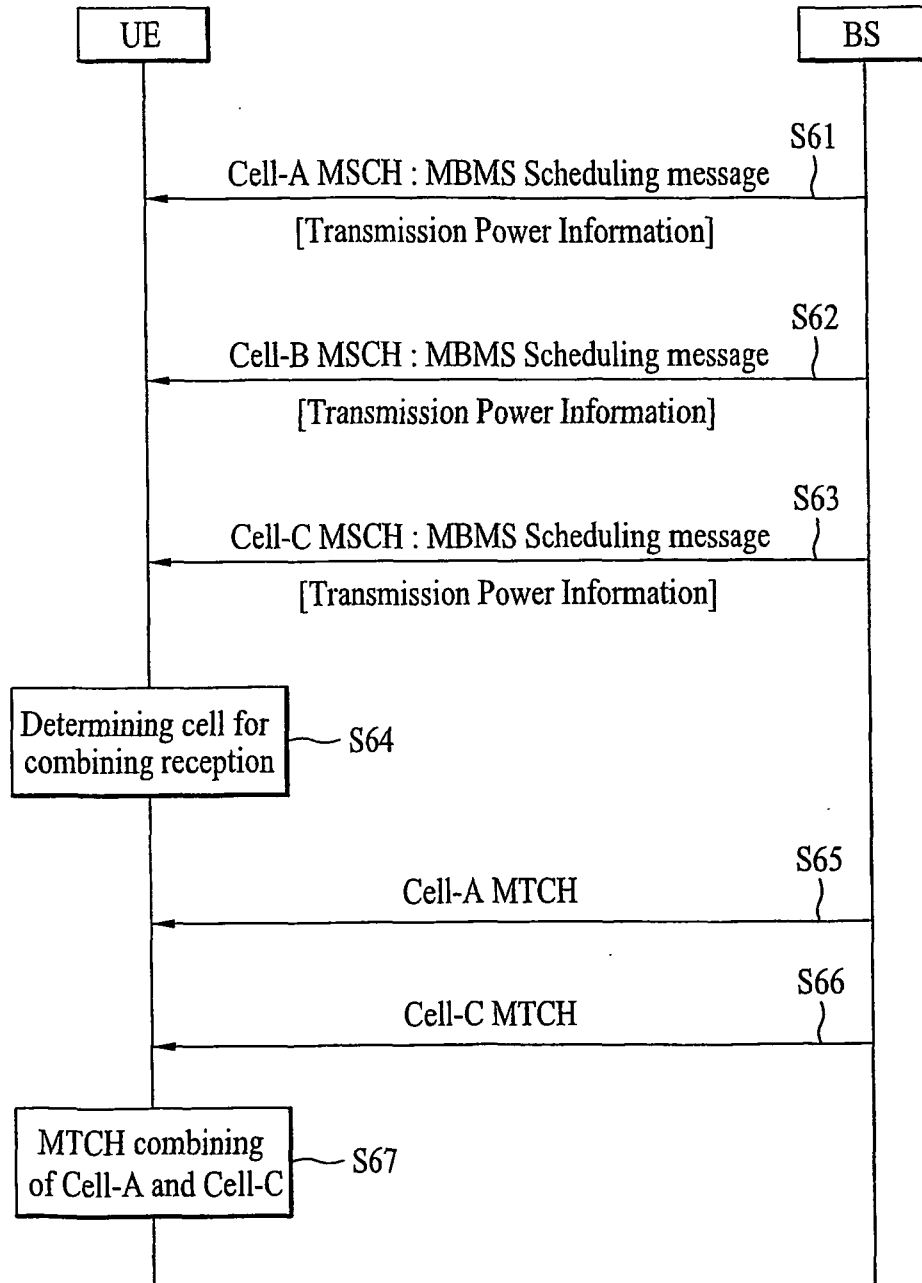 UE
BS
S61
Cell-A MSCH : MBMS Scheduling message
[Transmission Power Information]
S62
Cell-B MSCH : MBMS Scheduling message
[Transmission Power Information]
S63
Cell-C MSCH : MBMS Scheduling message
[Transmission Power Information]
Determining cell for
combining reception
S64
S65
Cell-A MTCH
S66
Cell-C MTCH
MTCH combining
of Cell-A and Cell-C
S67